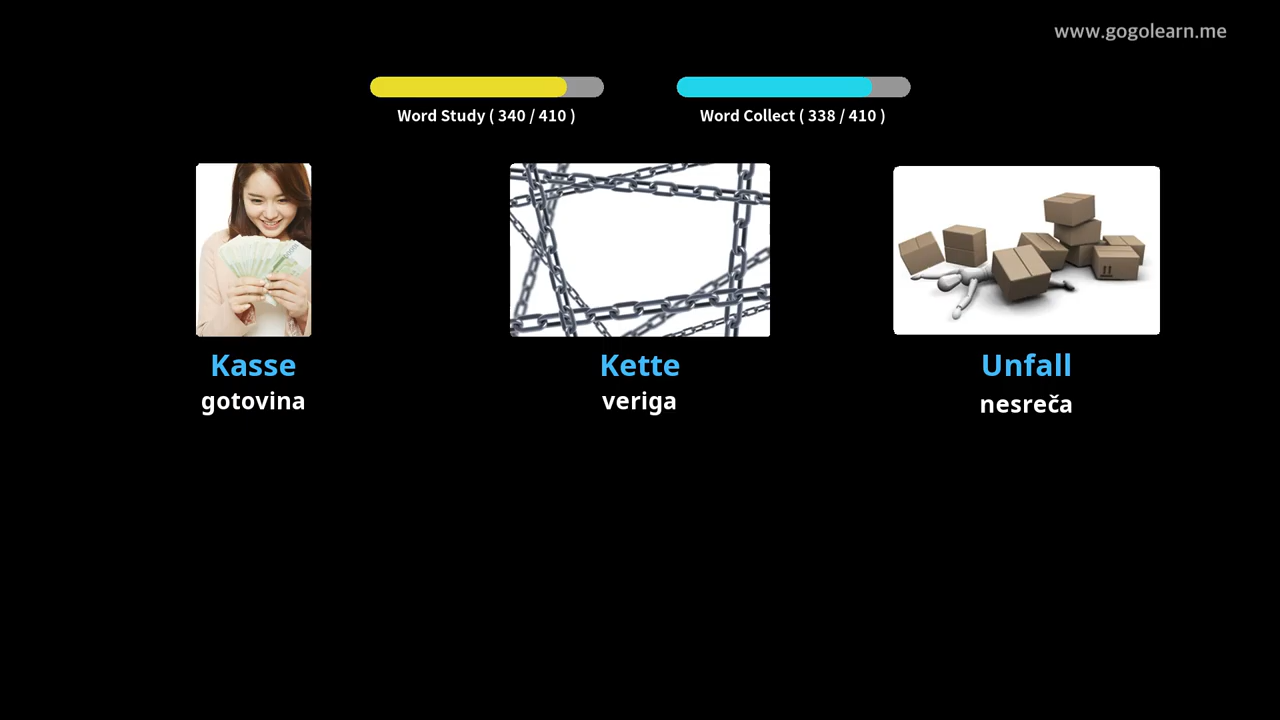 www.gogolearn.me
Word Study ( 340 / 410 )
Word Collect ( 338 / 410 )
Kasse
gotovina
Kette
veriga
Unfall
nesreča